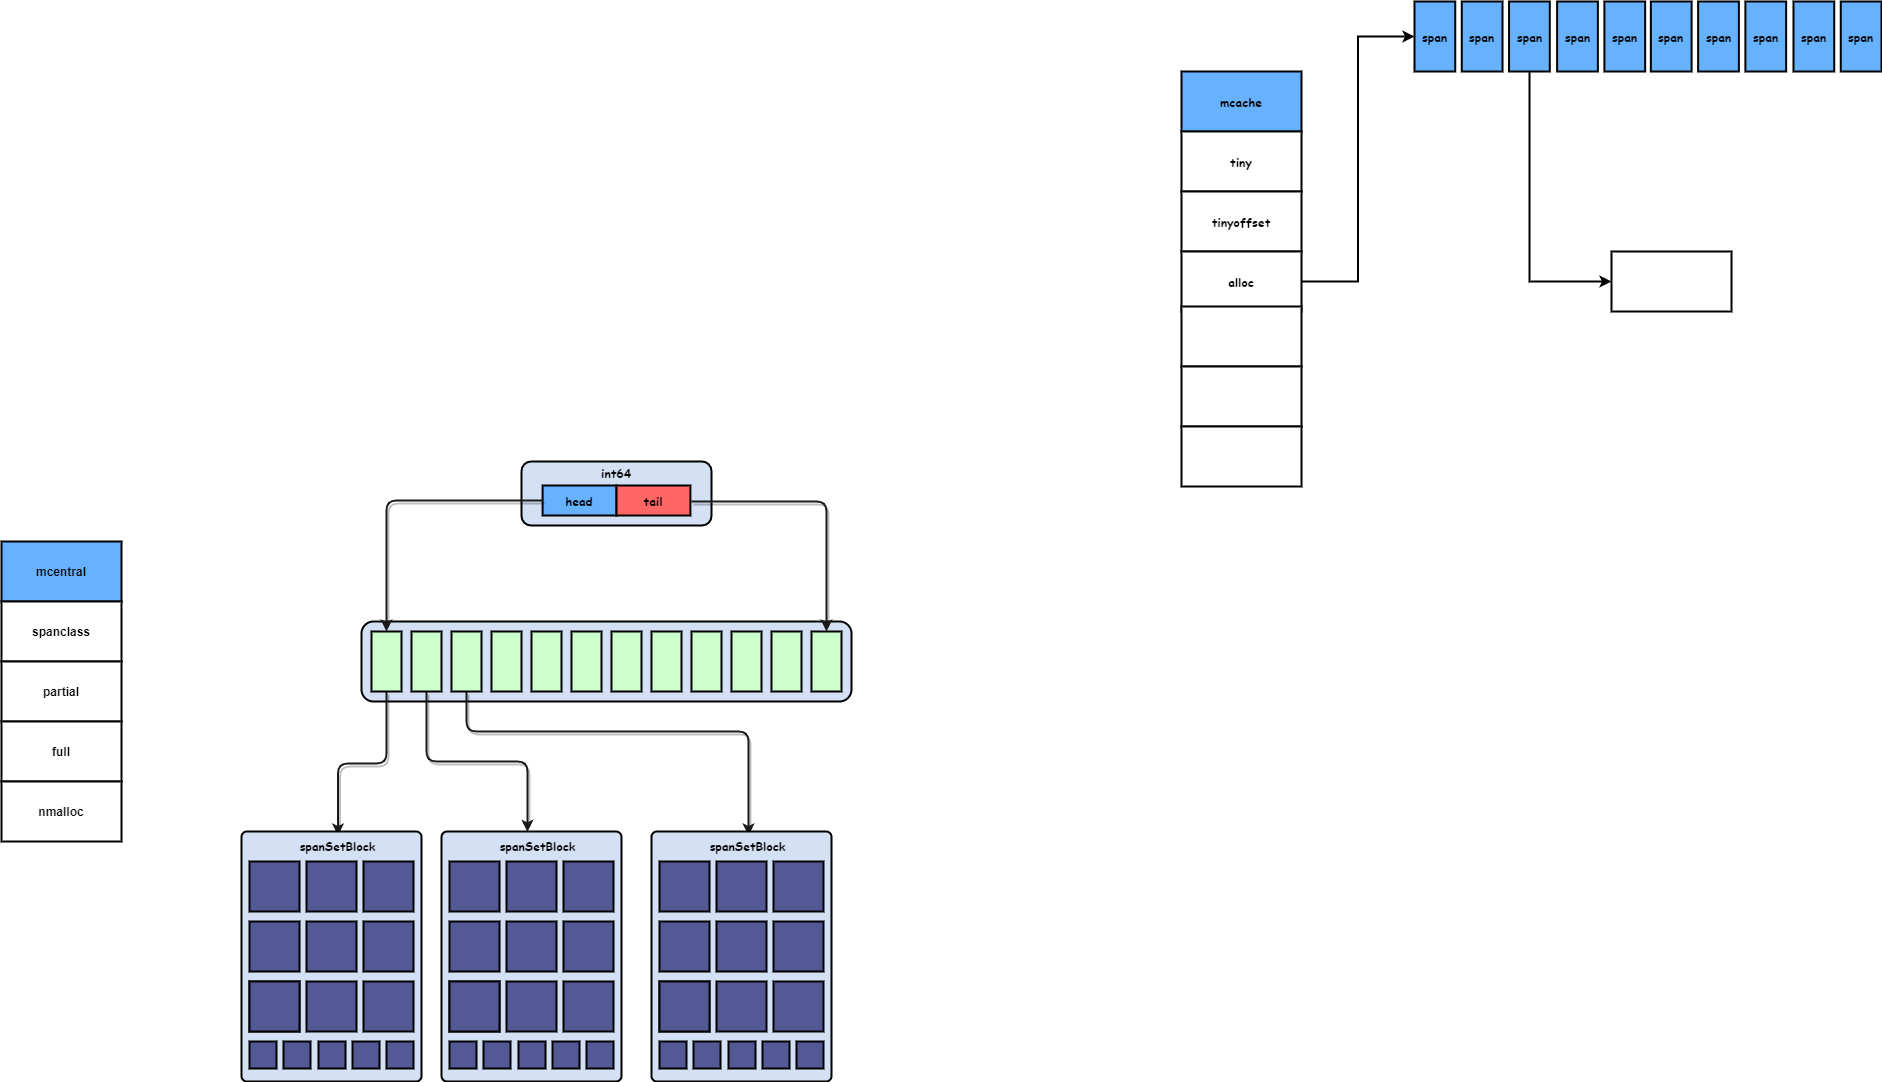 span
span
span
span
span
span
span
span
span
span
mcache
tiny
tinyoffset
alloc
int64
head
tail
mcentral
spanclass
partial
full
nmalloc
spanSetBlock
spanSetBlock
spanSetBlock